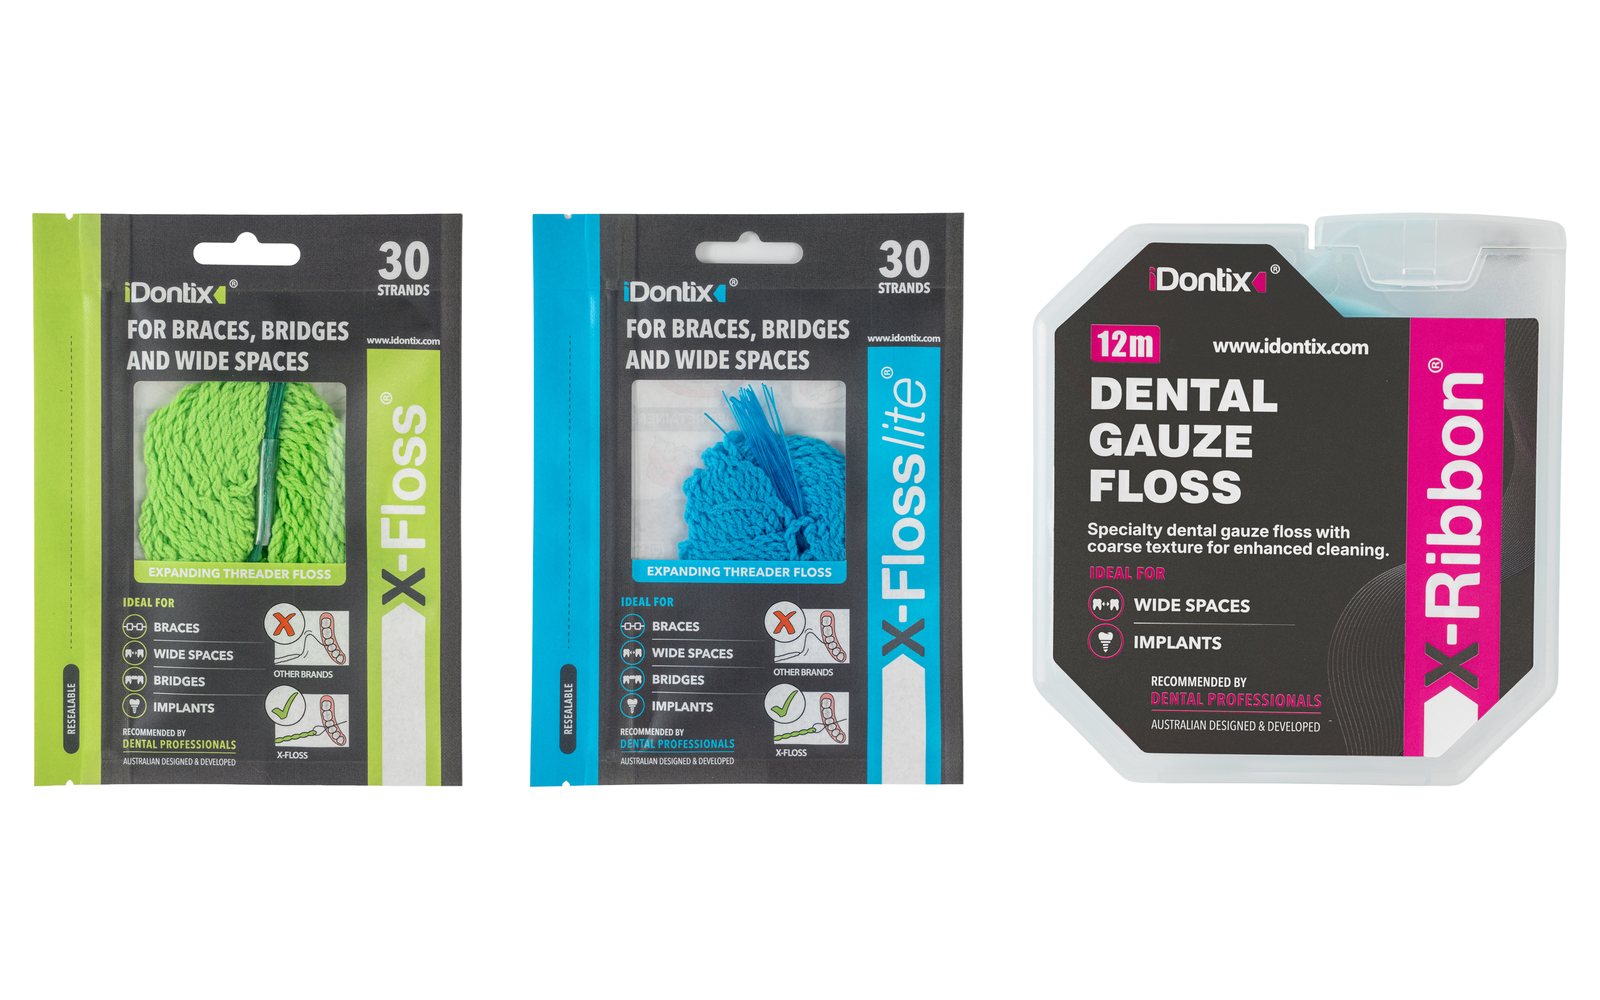 iDontix®
30
STRANDS
FOR BRACES, BRIDGES
AND WIDE SPACES
www.idontix.com
X-Floss®
EXPANDING THREADER FLOSS
IDEAL FOR
BRACES
WIDE SPACES
BRIDGES
IMPLANTS
OTHER BRANDS
X-FLOSS
RECOMMENDED BY
DENTAL PROFESSIONALS
AUSTRALIAN DESIGNED & DEVELOPED
RESEALABLE
iDontix®
30
STRANDS
FOR BRACES, BRIDGES
AND WIDE SPACES
www.idontix.com
X-Flosslite®
EXPANDING THREADER FLOSS
IDEAL FOR
BRACES
WIDE SPACES
BRIDGES
IMPLANTS
OTHER BRANDS
X-FLOSS
RECOMMENDED BY
DENTAL PROFESSIONALS
AUSTRALIAN DESIGNED & DEVELOPED
RESEALABLE
iDontix®
12m
www.idontix.com
DENTAL
GAUZE
FLOSS
Specialty dental gauze floss with
coarse texture for enhanced cleaning.
IDEAL FOR
WIDE SPACES
IMPLANTS
RECOMMENDED BY
DENTAL PROFESSIONALS
AUSTRALIAN DESIGNED & DEVELOPED
X-Ribbon®